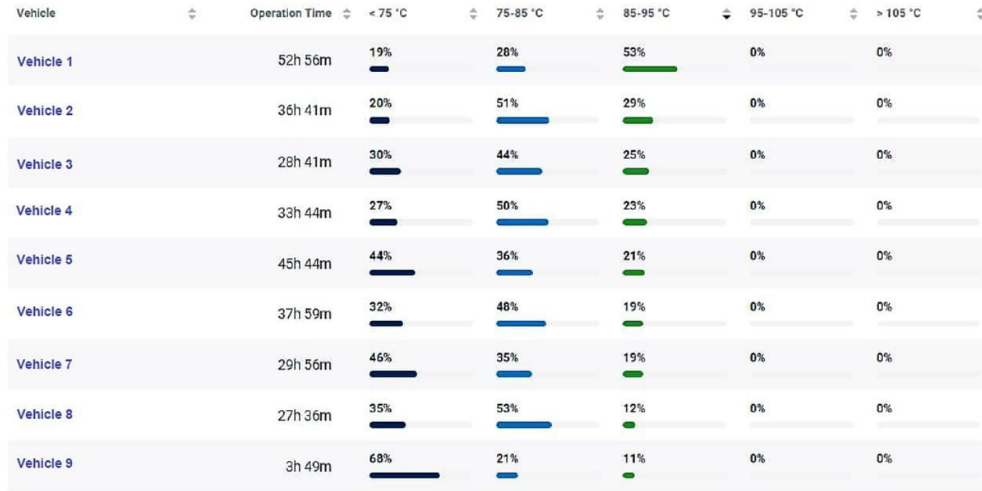 Vehicle Operation Time < 75 °C 75-85 °C 85-95 °C 95-105 °C > 105 °C
Vehicle 1 52h 56m 19% 28% 53% 0% 0%
Vehicle 2 36h 41m 20% 51% 29% 0% 0%
Vehicle 3 28h 41m 30% 44% 25% 0% 0%
Vehicle 4 33h 44m 27% 50% 23% 0% 0%
Vehicle 5 45h 44m 44% 36% 21% 0% 0%
Vehicle 6 37h 59m 32% 48% 19% 0% 0%
Vehicle 7 29h 56m 46% 35% 19% 0% 0%
Vehicle 8 27h 36m 35% 53% 12% 0% 0%
Vehicle 9 3h 49m 68% 21% 11% 0% 0%